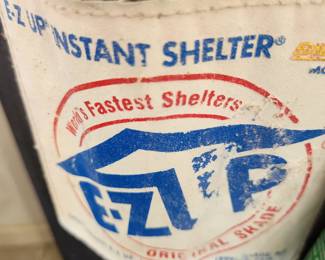 E-Z UP INSTANT SHELTER®
World's Fastest Shelters
E-Z UP
ORIGINAL SHADE